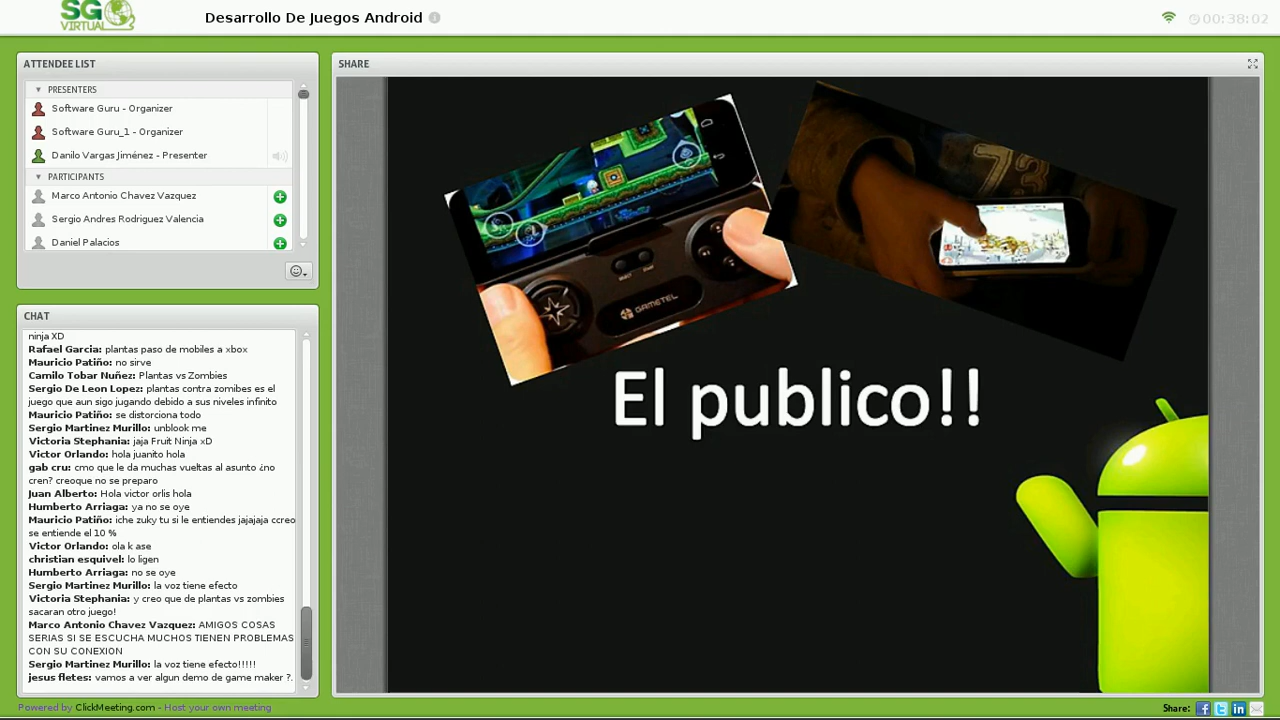 SG
VIRTUAL
Desarrollo De Juegos Android
00:38:02
ATTENDEE LIST
PRESENTERS
Software Guru - Organizer
Software Guru_1 - Organizer
Danilo Vargas Jiménez - Presenter
PARTICIPANTS
Marco Antonio Chavez Vazquez
Sergio Andres Rodriguez Valencia
Daniel Palacios
CHAT
ninja XD
Rafael Garcia: plantas paso de mobiles a xbox
Mauricio Patiño: no sirve
Camilo Tobar Nuñez: Plantas vs Zombies
Sergio De Leon Lopez: plantas contra zomibes es el
juego que aun sigo jugando debido a sus niveles infinito
Mauricio Patiño: se distorciona todo
Sergio Martinez Murillo: unblook me
Victoria Stephania: jaja Fruit Ninja xD
Victor Orlando: hola juanito hola
gab cru: cmo que le da muchas vueltas al asunto ¿no
cren? creoque no se preparo
Juan Alberto: Hola victor orlis hola
Humberto Arriaga: ya no se oye
Mauricio Patiño: iche zuky tu si le entiendes jajajaja ccreo
se entiende el 10 %
Victor Orlando: ola k ase
christian esquivel: lo ligen
Humberto Arriaga: no se oye
Sergio Martinez Murillo: la voz tiene efecto
Victoria Stephania: y creo que de plantas vs zombies
sacaran otro juego!
Marco Antonio Chavez Vazquez: AMIGOS COSAS
SERIAS SI SE ESCUCHA MUCHOS TIENEN PROBLEMAS
CON SU CONEXION
Sergio Martinez Murillo: la voz tiene efecto!!!!!
jesus fletes: vamos a ver algun demo de game maker ?.
SHARE
GAMETEL
73
El publico!!
Powered by ClickMeeting.com - Host your own meeting
Share: